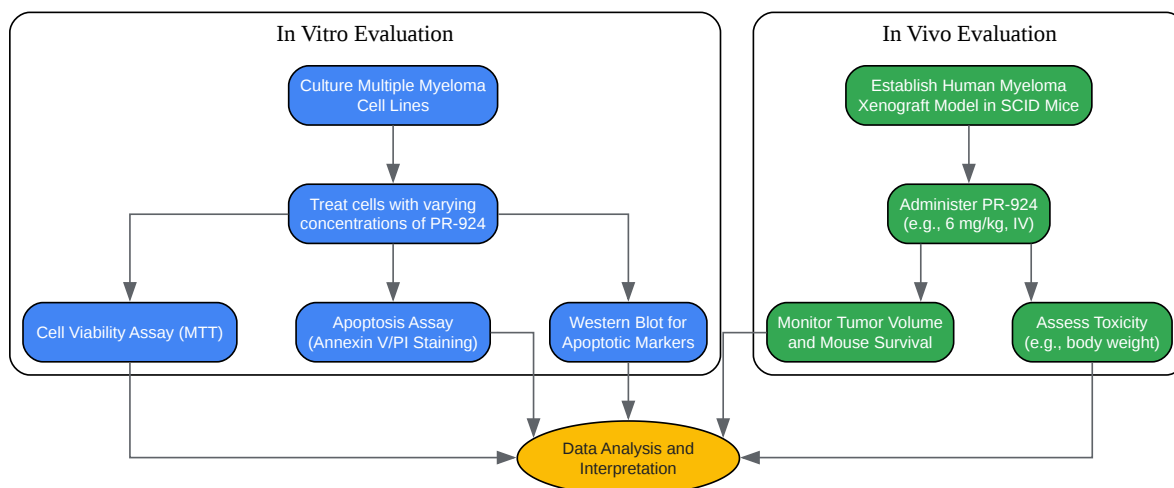 In Vitro Evaluation
Culture Multiple Myeloma
Cell Lines
Treat cells with varying
concentrations of PR-924
Cell Viability Assay (MTT)
Apoptosis Assay
(Annexin V/PI Staining)
Western Blot for
Apoptotic Markers
In Vivo Evaluation
Establish Human Myeloma
Xenograft Model in SCID Mice
Administer PR-924
(e.g., 6 mg/kg, IV)
Monitor Tumor Volume
and Mouse Survival
Assess Toxicity
(e.g., body weight)
Data Analysis and
Interpretation